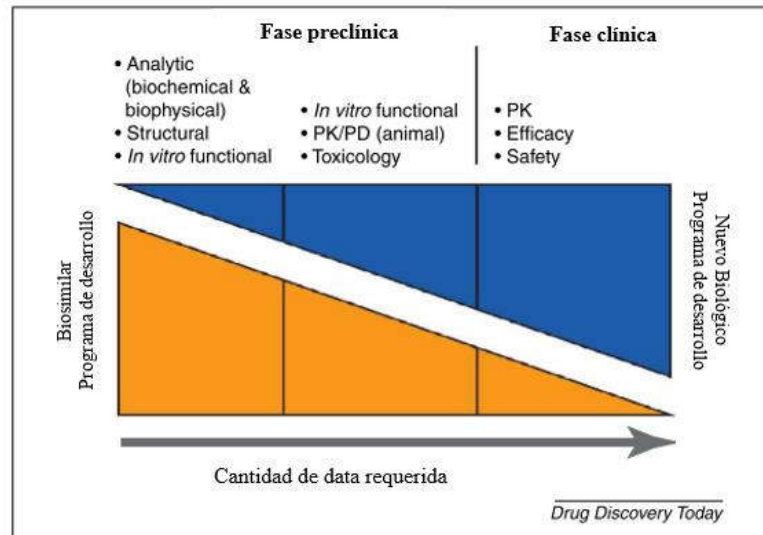 Fase preclínica
Fase clínica
• Analytic
(biochemical &
biophysical)
• Structural
• In vitro functional
• In vitro functional
• PK/PD (animal)
• Toxicology
• PK
• Efficacy
• Safety
Biosimilar
Programa de desarrollo
Nuevo Biológico
Programa de desarrollo
Cantidad de data requerida
Drug Discovery Today